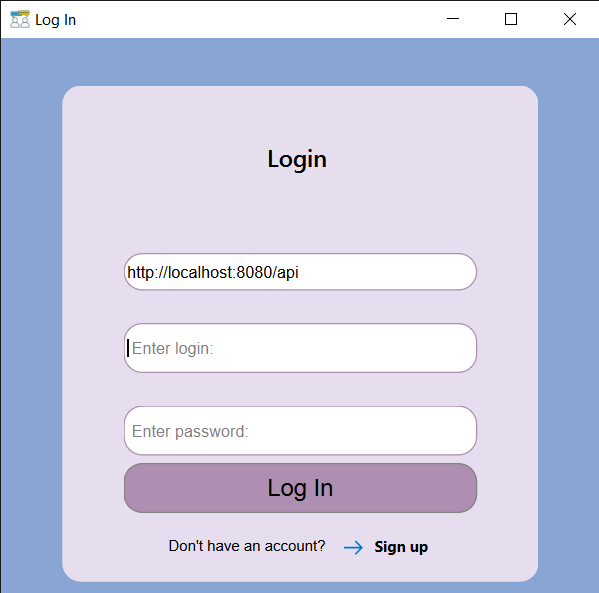 Log In
Login
http://localhost:8080/api
Enter login:
Enter password:
Log In
Don't have an account? Sign up